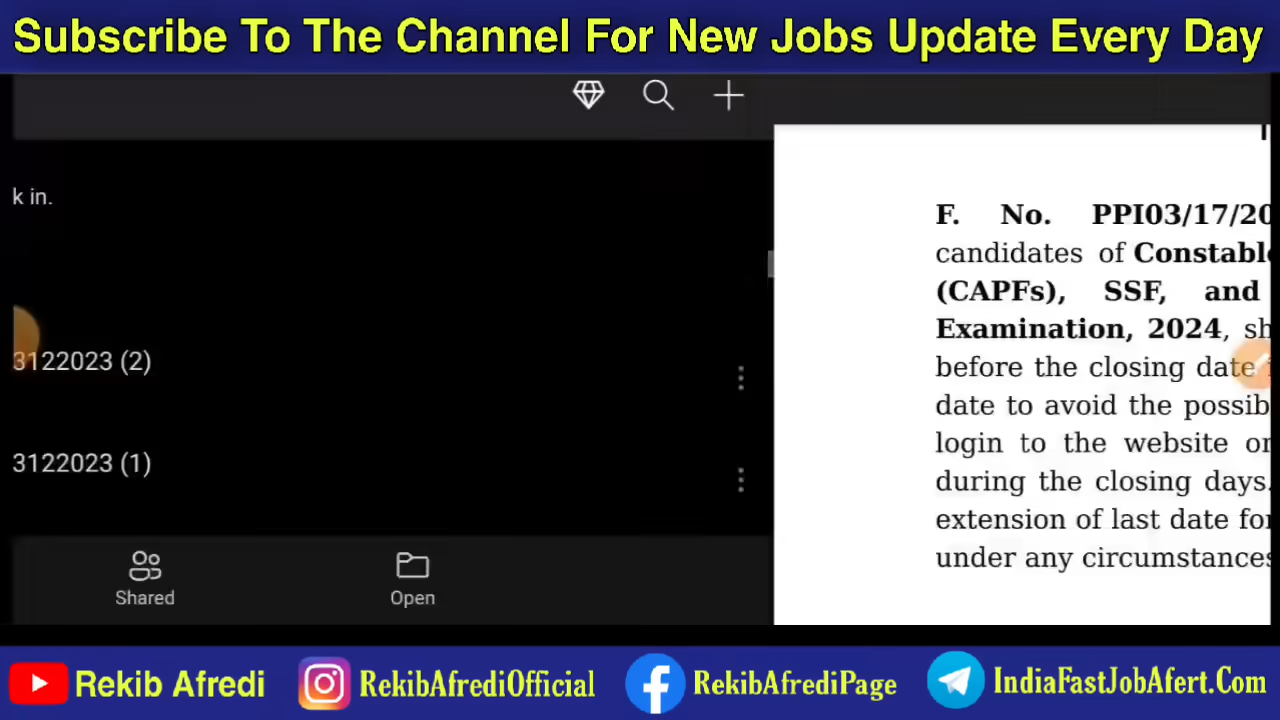 Subscribe To The Channel For New Jobs Update Every Day
k in.
3122023 (2)
3122023 (1)
Shared
Open
F. No. PPI03/17/20
candidates of Constable
(CAPFs), SSF, and
Examination, 2024, sh
before the closing date
date to avoid the possib
login to the website or
during the closing days.
extension of last date for
under any circumstances
Rekib Afredi
RekibAfrediOfficial
RekibAfrediPage
IndiaFastJobAfert.Com